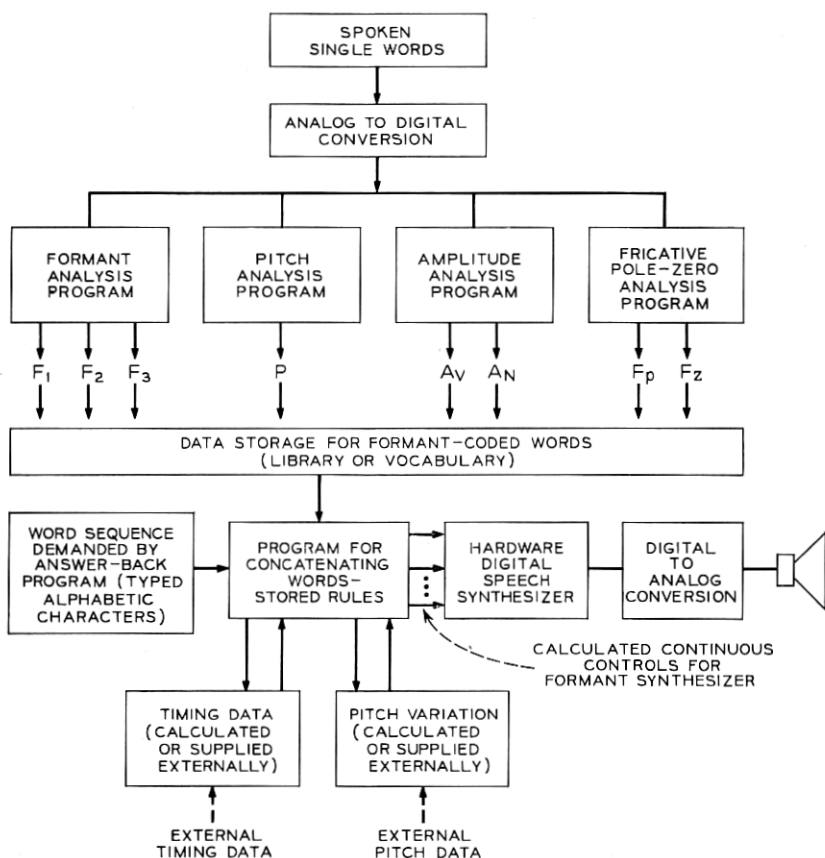 SPOKEN
SINGLE WORDS
ANALOG TO DIGITAL
CONVERSION
FORMANT
ANALYSIS
PROGRAM
PITCH
ANALYSIS
PROGRAM
AMPLITUDE
ANALYSIS
PROGRAM
FRICATIVE
POLE-ZERO
ANALYSIS
PROGRAM
F₁ F₂ F₃ P A_V A_N F_p F_z
DATA STORAGE FOR FORMANT-CODED WORDS
(LIBRARY OR VOCABULARY)
WORD SEQUENCE
DEMANDED BY
ANSWER-BACK
PROGRAM (TYPED
ALPHABETIC
CHARACTERS)
PROGRAM FOR
CONCATENATING
WORDS-
STORED RULES
HARDWARE
DIGITAL
SPEECH
SYNTHESIZER
DIGITAL
TO
ANALOG
CONVERSION
CALCULATED CONTINUOUS
CONTROLS FOR
FORMANT SYNTHESIZER
TIMING DATA
(CALCULATED
OR SUPPLIED
EXTERNALLY)
PITCH VARIATION
(CALCULATED
OR SUPPLIED
EXTERNALLY)
EXTERNAL
TIMING DATA
EXTERNAL
PITCH DATA